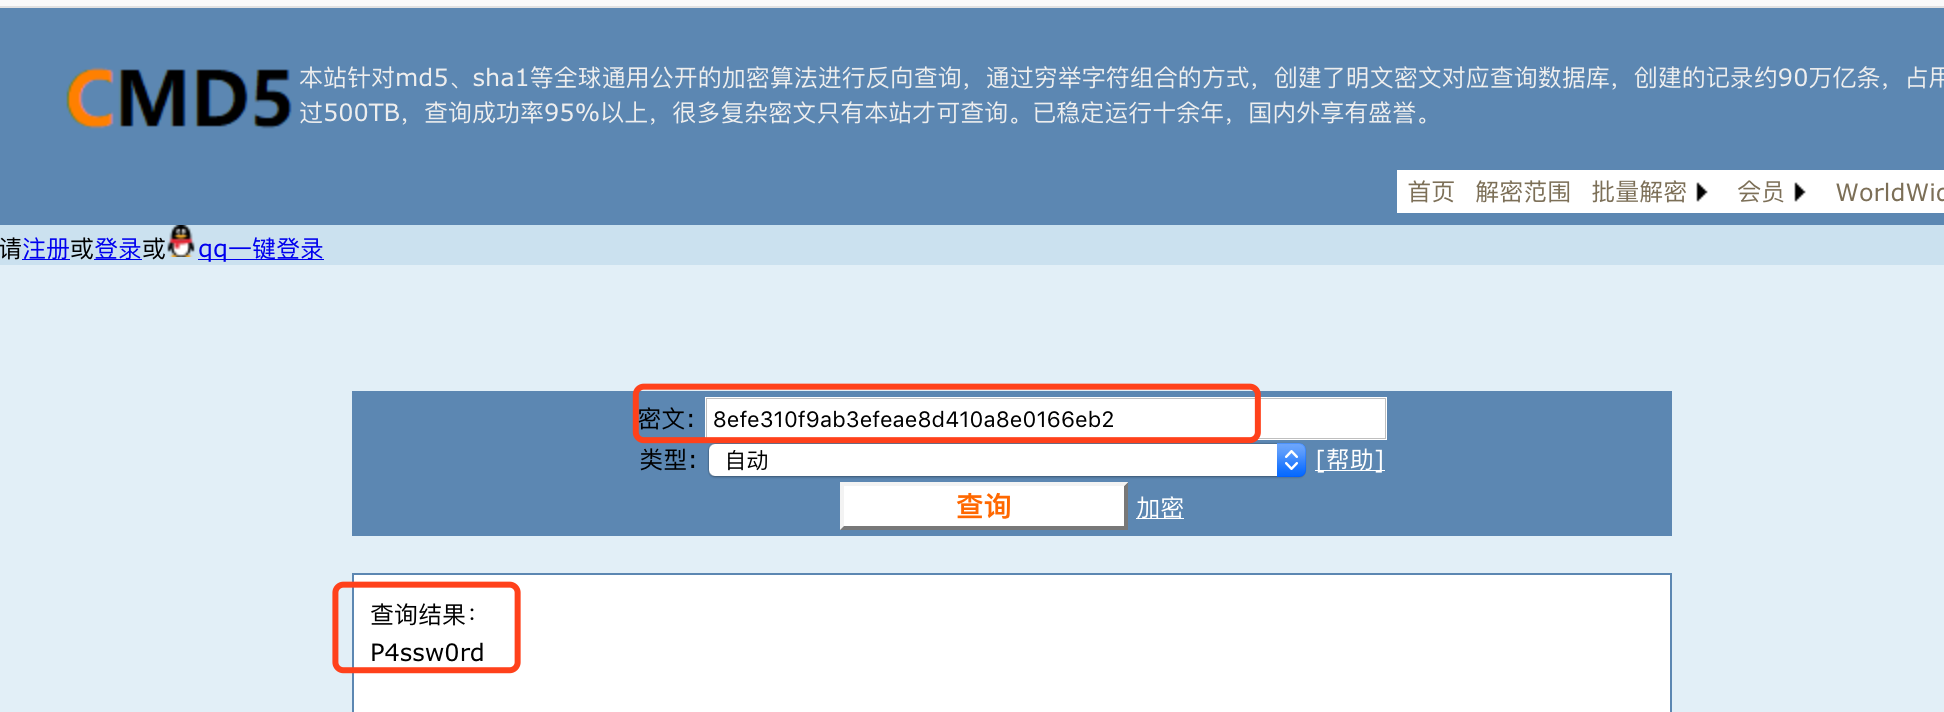 CMD5
本站针对md5、sha1等全球通用公开的加密算法进行反向查询，通过穷举字符组合的方式，创建了明文密文对应查询数据库，创建的记录约90万亿条，占用
过500TB，查询成功率95%以上，很多复杂密文只有本站才可查询。已稳定运行十余年，国内外享有盛誉。
首页 解密范围 批量解密 会员 WorldWid
请注册或登录或qq一键登录
密文： 8efe310f9ab3efeae8d410a8e0166eb2
类型： 自动 [帮助]
查询 加密
查询结果：
P4ssw0rd